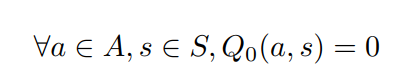 ∀a ∈ A, s ∈ S, Q₀(a, s) = 0